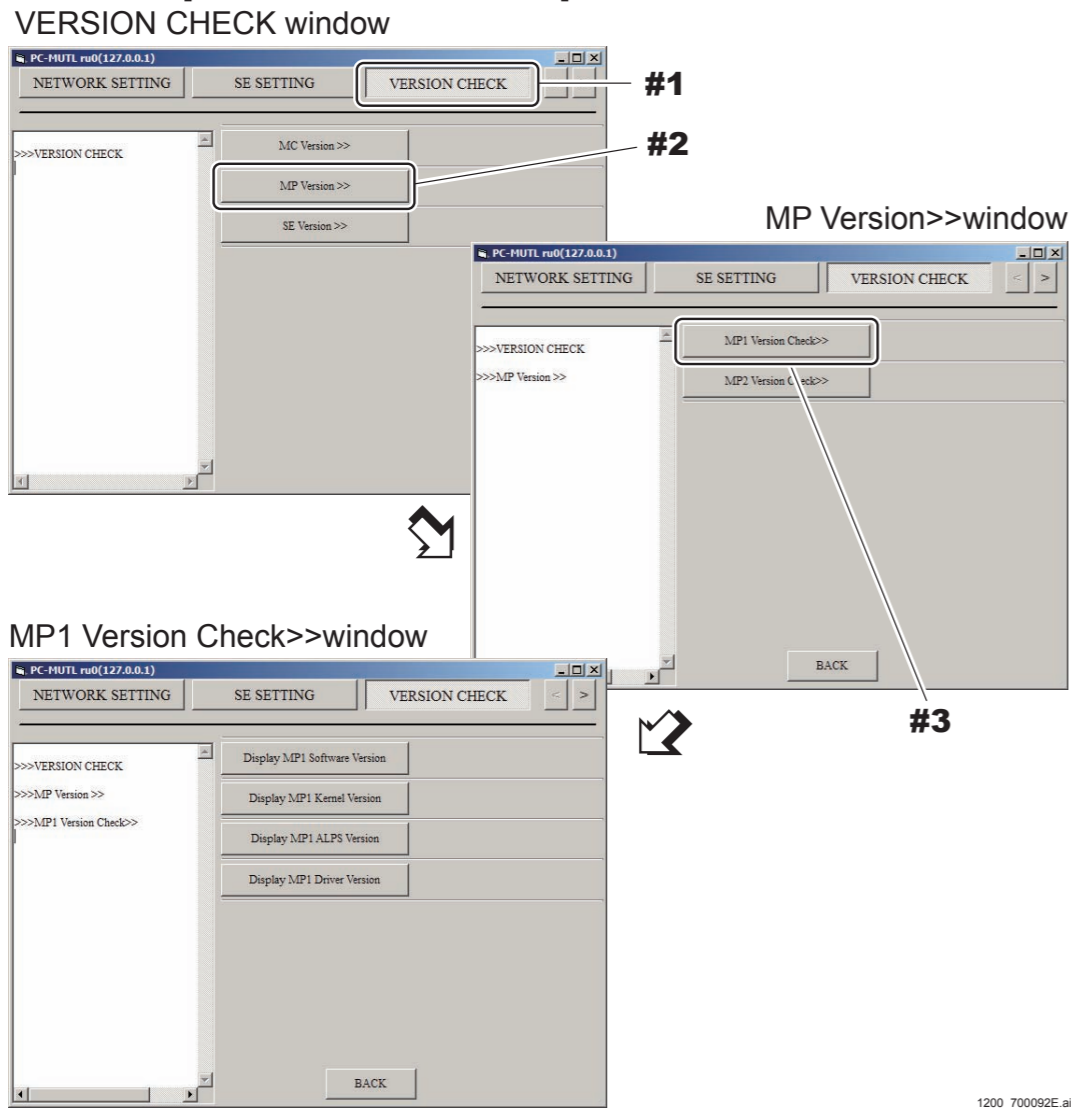 VERSION CHECK window
PC-MUTL ru0(127.0.0.1)
NETWORK SETTING SE SETTING VERSION CHECK
#1
>>>VERSION CHECK
MC Version >>
#2
MP Version >>
SE Version >>
MP Version>>window
PC-MUTL ru0(127.0.0.1)
NETWORK SETTING SE SETTING VERSION CHECK < >
>>>VERSION CHECK
>>>MP Version >>
MP1 Version Check>>
MP2 Version Check>>
BACK
#3
MP1 Version Check>>window
PC-MUTL ru0(127.0.0.1)
NETWORK SETTING SE SETTING VERSION CHECK < >
>>>VERSION CHECK
>>>MP Version >>
>>>MP1 Version Check>>
Display MP1 Software Version
Display MP1 Kernel Version
Display MP1 ALPS Version
Display MP1 Driver Version
BACK
1200_700092E.ai